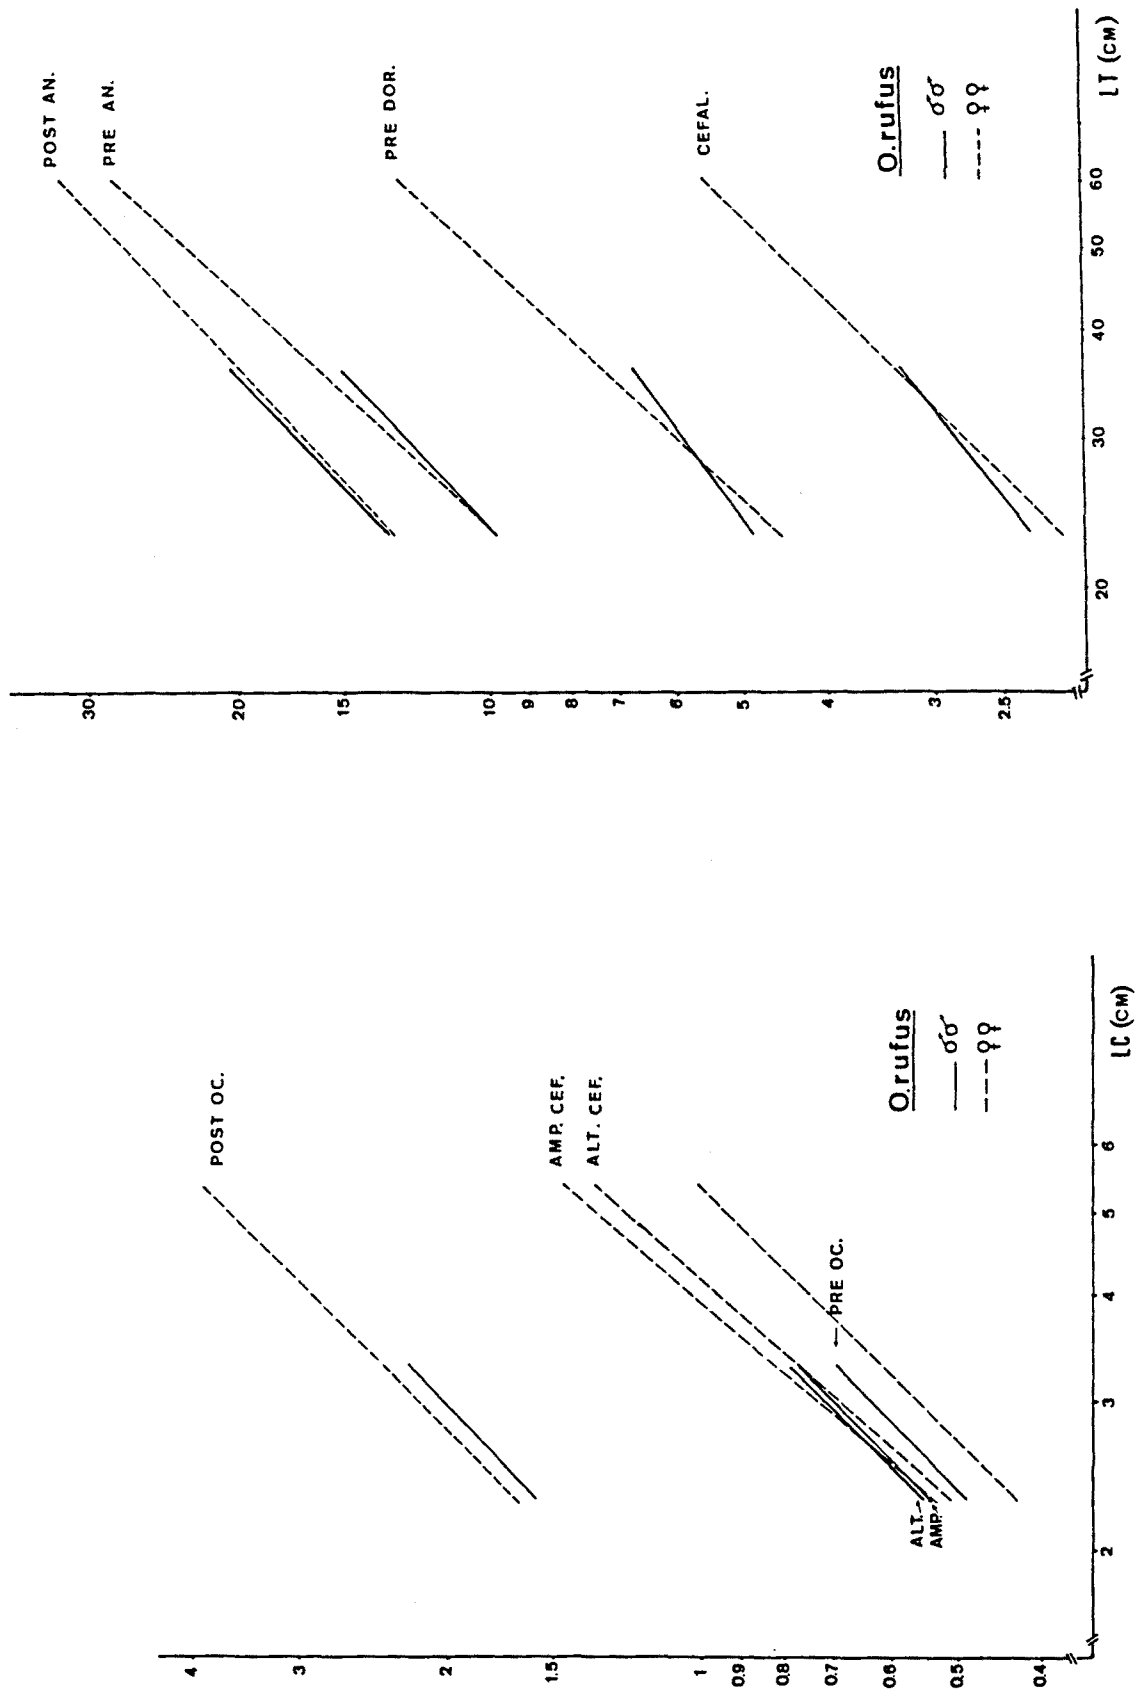 POST OC.
AMP. CEF.
ALT. CEF.
PRE OC.
ALT.
AMP.
O.rufus
♂♂
♀♀
4
3
2
1.5
1
0.9
0.8
0.7
0.6
0.5
0.4
2
3
4
5
6
LC (CM)
POST AN.
PRE AN.
PRE DOR.
CEFAL.
O.rufus
♂♂
♀♀
30
20
15
10
9
8
7
6
5
4
3
2.5
20
30
40
50
60
LT (CM)